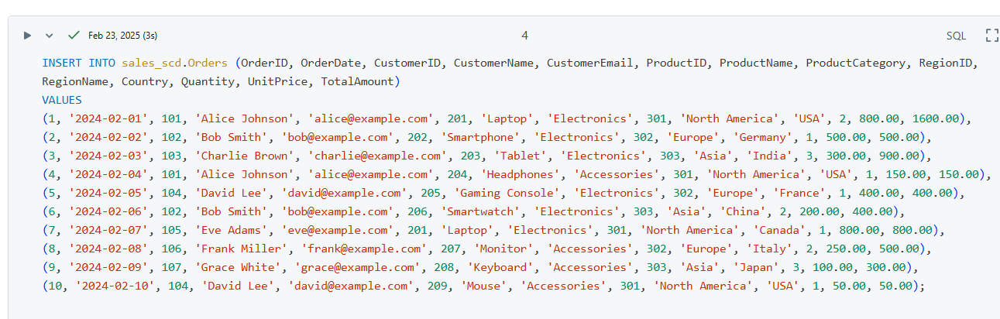 Feb 23, 2025 (3s)
4
SQL
INSERT INTO sales_scd.Orders (OrderID, OrderDate, CustomerID, CustomerName, CustomerEmail, ProductID, ProductName, ProductCategory, RegionID,
RegionName, Country, Quantity, UnitPrice, TotalAmount)
VALUES
(1, '2024-02-01', 101, 'Alice Johnson', 'alice@example.com', 201, 'Laptop', 'Electronics', 301, 'North America', 'USA', 2, 800.00, 1600.00),
(2, '2024-02-02', 102, 'Bob Smith', 'bob@example.com', 202, 'Smartphone', 'Electronics', 302, 'Europe', 'Germany', 1, 500.00, 500.00),
(3, '2024-02-03', 103, 'Charlie Brown', 'charlie@example.com', 203, 'Tablet', 'Electronics', 303, 'Asia', 'India', 3, 300.00, 900.00),
(4, '2024-02-04', 101, 'Alice Johnson', 'alice@example.com', 204, 'Headphones', 'Accessories', 301, 'North America', 'USA', 1, 150.00, 150.00),
(5, '2024-02-05', 104, 'David Lee', 'david@example.com', 205, 'Gaming Console', 'Electronics', 302, 'Europe', 'France', 1, 400.00, 400.00),
(6, '2024-02-06', 102, 'Bob Smith', 'bob@example.com', 206, 'Smartwatch', 'Electronics', 303, 'Asia', 'China', 2, 200.00, 400.00),
(7, '2024-02-07', 105, 'Eve Adams', 'eve@example.com', 201, 'Laptop', 'Electronics', 301, 'North America', 'Canada', 1, 800.00, 800.00),
(8, '2024-02-08', 106, 'Frank Miller', 'frank@example.com', 207, 'Monitor', 'Accessories', 302, 'Europe', 'Italy', 2, 250.00, 500.00),
(9, '2024-02-09', 107, 'Grace White', 'grace@example.com', 208, 'Keyboard', 'Accessories', 303, 'Asia', 'Japan', 3, 100.00, 300.00),
(10, '2024-02-10', 104, 'David Lee', 'david@example.com', 209, 'Mouse', 'Accessories', 301, 'North America', 'USA', 1, 50.00, 50.00);